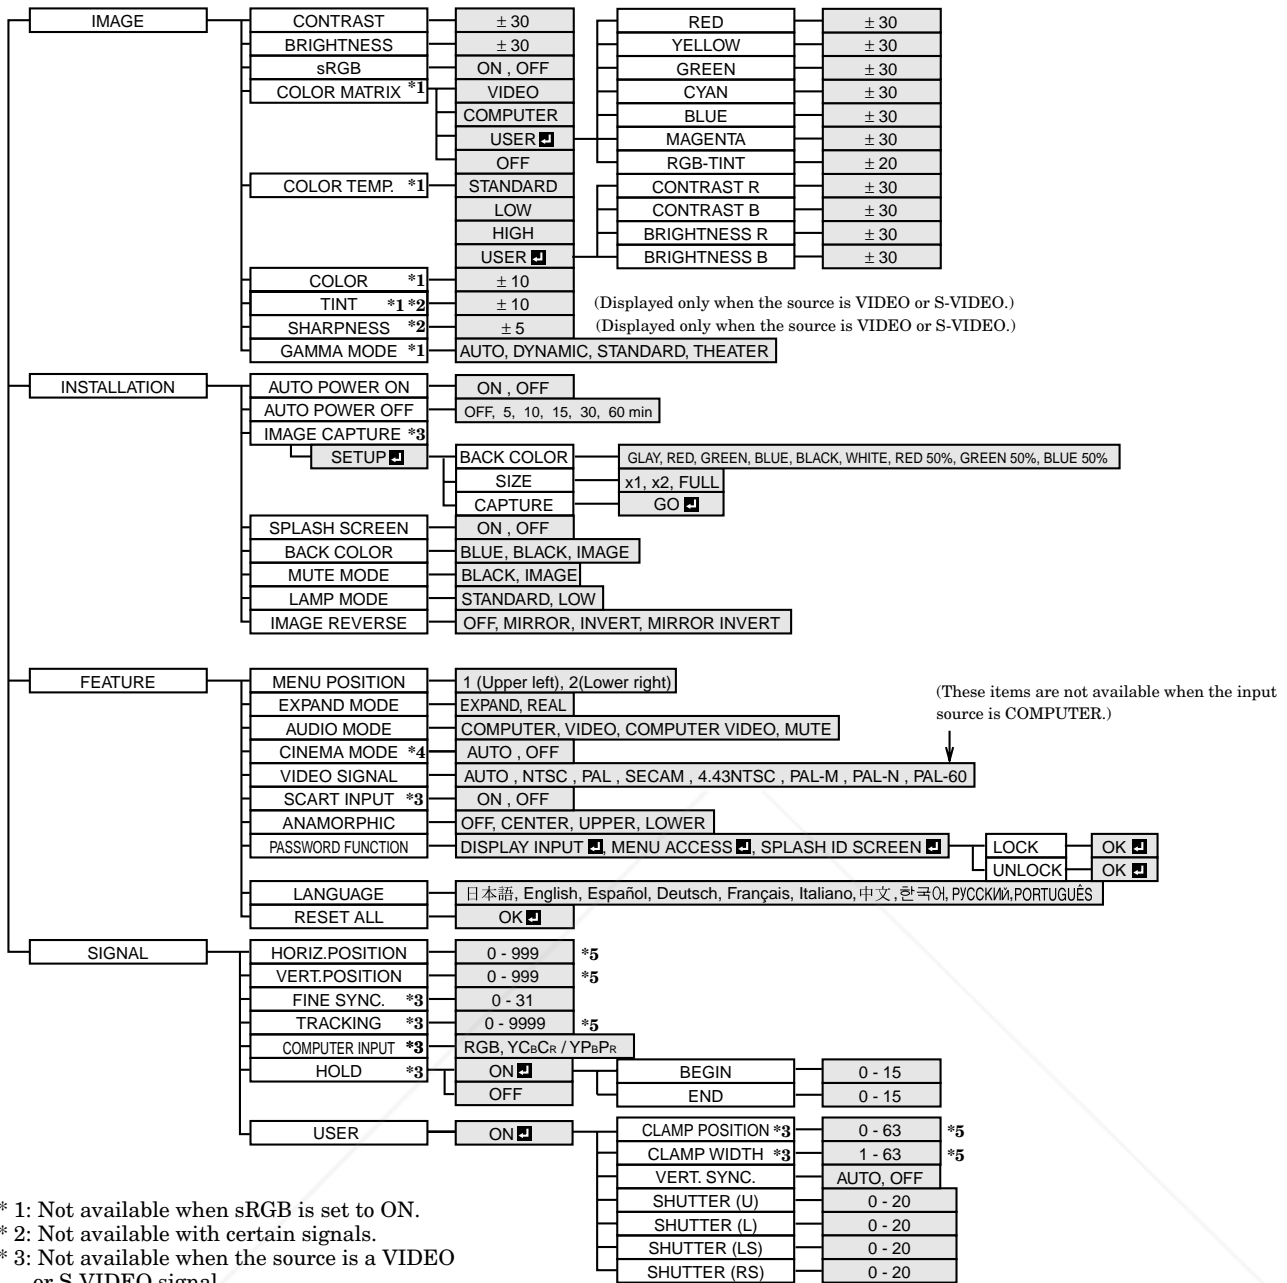 IMAGE CONTRAST ± 30 RED ± 30
BRIGHTNESS ± 30 YELLOW ± 30
sRGB ON , OFF GREEN ± 30
COLOR MATRIX *1 VIDEO CYAN ± 30
COMPUTER BLUE ± 30
USER MAGENTA ± 30
OFF RGB-TINT ± 20
COLOR TEMP. *1 STANDARD CONTRAST R ± 30
LOW CONTRAST B ± 30
HIGH BRIGHTNESS R ± 30
USER BRIGHTNESS B ± 30
COLOR *1 ± 10
TINT *1 *2 ± 10 (Displayed only when the source is VIDEO or S-VIDEO.)
SHARPNESS *2 ± 5 (Displayed only when the source is VIDEO or S-VIDEO.)
GAMMA MODE *1 AUTO, DYNAMIC, STANDARD, THEATER
INSTALLATION AUTO POWER ON ON , OFF
AUTO POWER OFF OFF, 5, 10, 15, 30, 60 min
IMAGE CAPTURE *3
SETUP BACK COLOR GLAY, RED, GREEN, BLUE, BLACK, WHITE, RED 50%, GREEN 50%, BLUE 50%
SIZE x1, x2, FULL
CAPTURE GO
SPLASH SCREEN ON , OFF
BACK COLOR BLUE, BLACK, IMAGE
MUTE MODE BLACK, IMAGE
LAMP MODE STANDARD, LOW
IMAGE REVERSE OFF, MIRROR, INVERT, MIRROR INVERT
FEATURE MENU POSITION 1 (Upper left), 2(Lower right)
(These items are not available when the input
source is COMPUTER.)
EXPAND MODE EXPAND, REAL
AUDIO MODE COMPUTER, VIDEO, COMPUTER VIDEO, MUTE
CINEMA MODE *4 AUTO , OFF
VIDEO SIGNAL AUTO , NTSC , PAL , SECAM , 4.43NTSC , PAL-M , PAL-N , PAL-60
SCART INPUT *3 ON , OFF
ANAMORPHIC OFF, CENTER, UPPER, LOWER
PASSWORD FUNCTION DISPLAY INPUT , MENU ACCESS , SPLASH ID SCREEN LOCK OK
UNLOCK OK
LANGUAGE 日本語, English, Español, Deutsch, Français, Italiano, 中文, 한국어, РУССКИЙ, PORTUGUÊS
RESET ALL OK
SIGNAL HORIZ.POSITION 0 - 999 *5
VERT.POSITION 0 - 999 *5
FINE SYNC. *3 0 - 31
TRACKING *3 0 - 9999 *5
COMPUTER INPUT *3 RGB, YCBCR / YPBPR
HOLD *3 ON BEGIN 0 - 15
OFF END 0 - 15
USER ON CLAMP POSITION *3 0 - 63 *5
CLAMP WIDTH *3 1 - 63 *5
VERT. SYNC. AUTO, OFF
SHUTTER (U) 0 - 20
SHUTTER (L) 0 - 20
SHUTTER (LS) 0 - 20
SHUTTER (RS) 0 - 20
* 1: Not available when sRGB is set to ON.
* 2: Not available with certain signals.
* 3: Not available when the source is a VIDEO
or S VIDEO signal